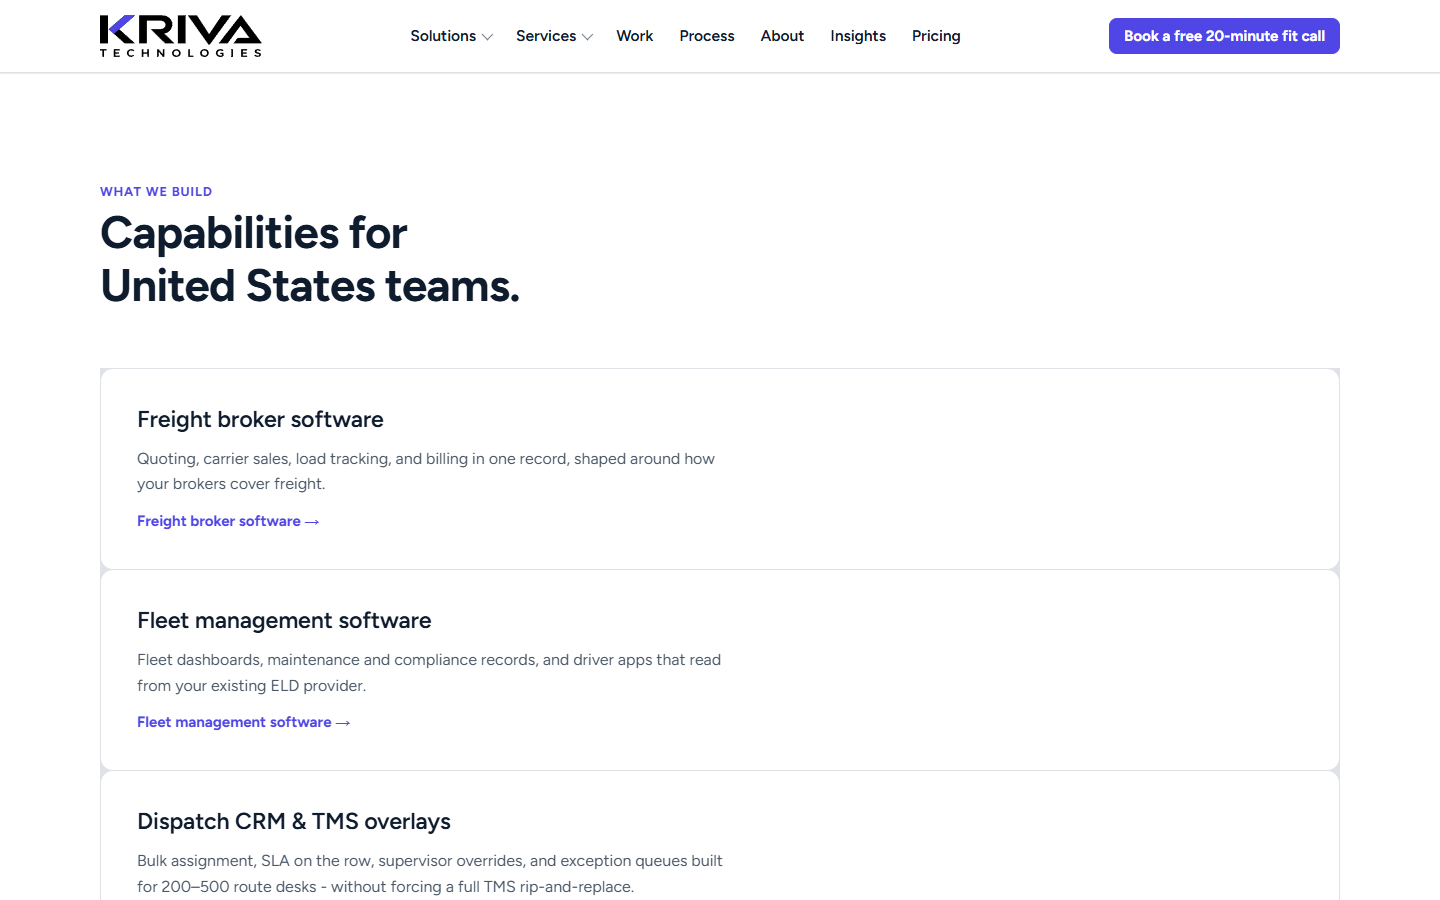 KRIVA
TECHNOLOGIES
Solutions
Services
Work
Process
About
Insights
Pricing
Book a free 20-minute fit call
WHAT WE BUILD
Capabilities for
United States teams.
Freight broker software
Quoting, carrier sales, load tracking, and billing in one record, shaped around how
your brokers cover freight.
Freight broker software →
Fleet management software
Fleet dashboards, maintenance and compliance records, and driver apps that read
from your existing ELD provider.
Fleet management software →
Dispatch CRM & TMS overlays
Bulk assignment, SLA on the row, supervisor overrides, and exception queues built
for 200–500 route desks - without forcing a full TMS rip-and-replace.